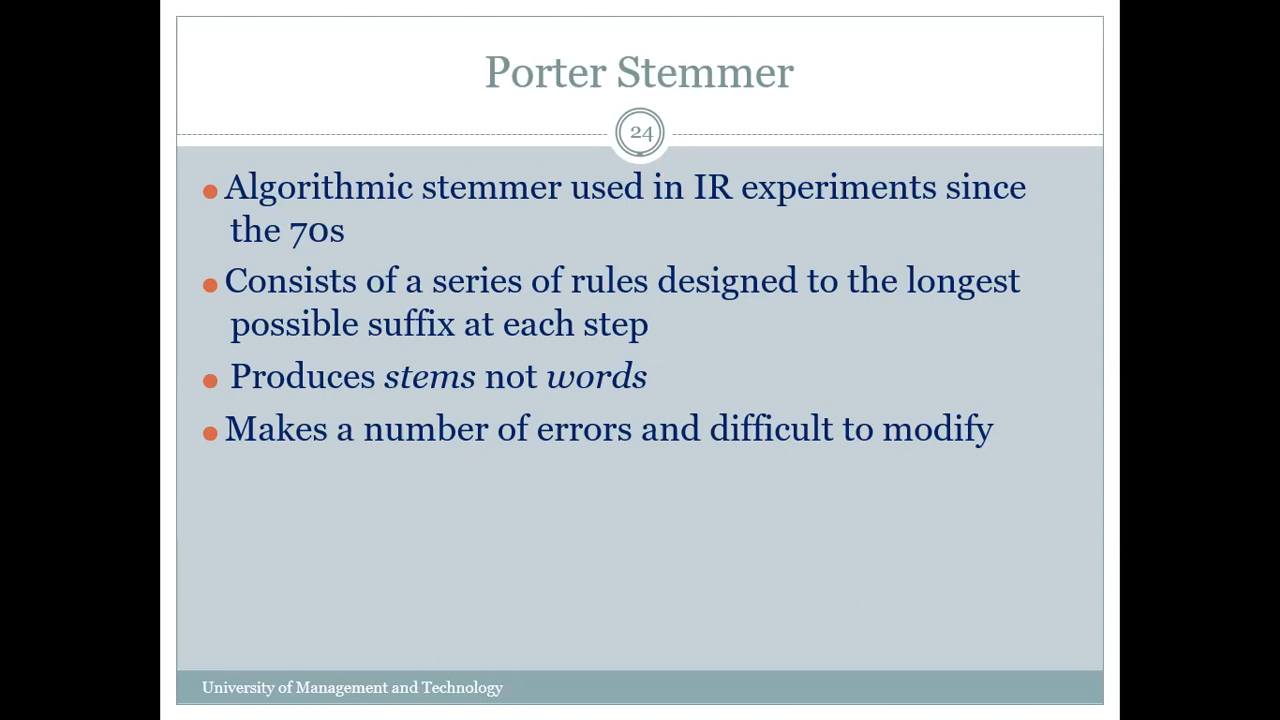 Porter Stemmer
24
Algorithmic stemmer used in IR experiments since
the 70s
Consists of a series of rules designed to the longest
possible suffix at each step
Produces stems not words
Makes a number of errors and difficult to modify
University of Management and Technology